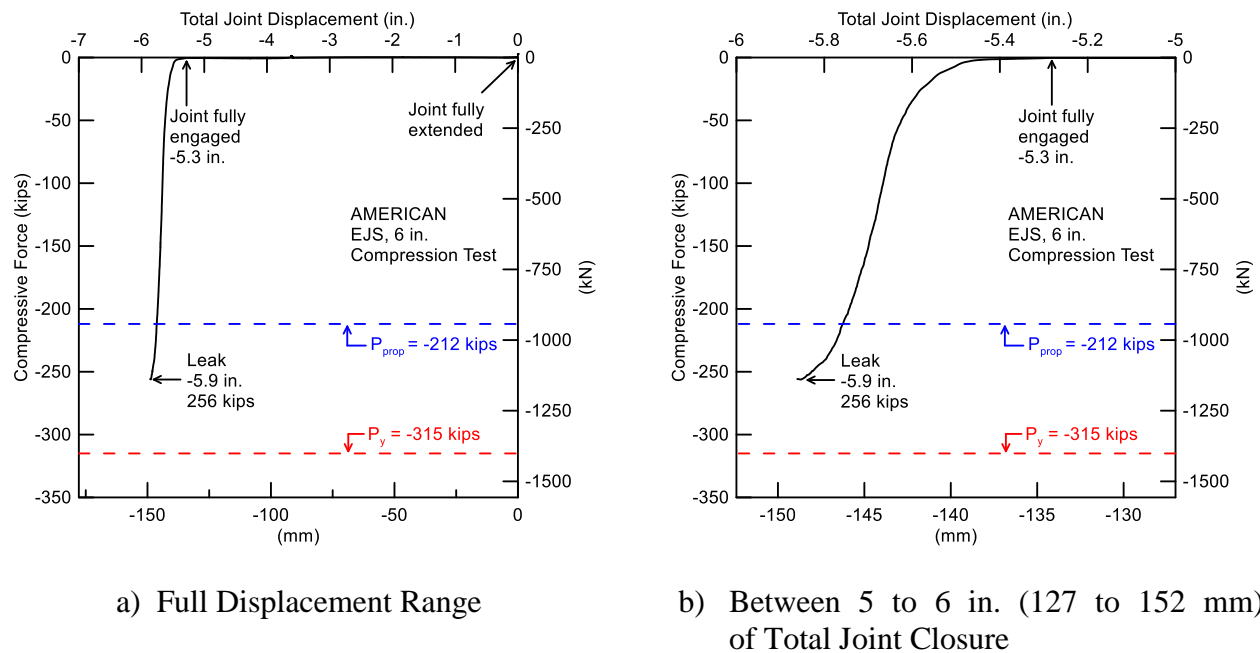 Total Joint Displacement (in.)
-7 -6 -5 -4 -3 -2 -1 0
0
-50
-100
-150
-200
-250
-300
-350
Compressive Force (kips)
0
-250
-500
-750
-1000
-1250
-1500
(kN)
Joint fully
engaged
-5.3 in.
Joint fully
extended
AMERICAN
EJS, 6 in.
Compression Test
Pprop = -212 kips
Leak
-5.9 in.
256 kips
Py = -315 kips
-150 -100 -50 0
(mm)
a) Full Displacement Range
Total Joint Displacement (in.)
-6 -5.8 -5.6 -5.4 -5.2 -5
0
-50
-100
-150
-200
-250
-300
-350
Compressive Force (kips)
0
-250
-500
-750
-1000
-1250
-1500
(kN)
Joint fully
engaged
-5.3 in.
AMERICAN
EJS, 6 in.
Compression Test
Pprop = -212 kips
Leak
-5.9 in.
256 kips
Py = -315 kips
-150 -145 -140 -135 -130
(mm)
b) Between 5 to 6 in. (127 to 152 mm)
of Total Joint Closure